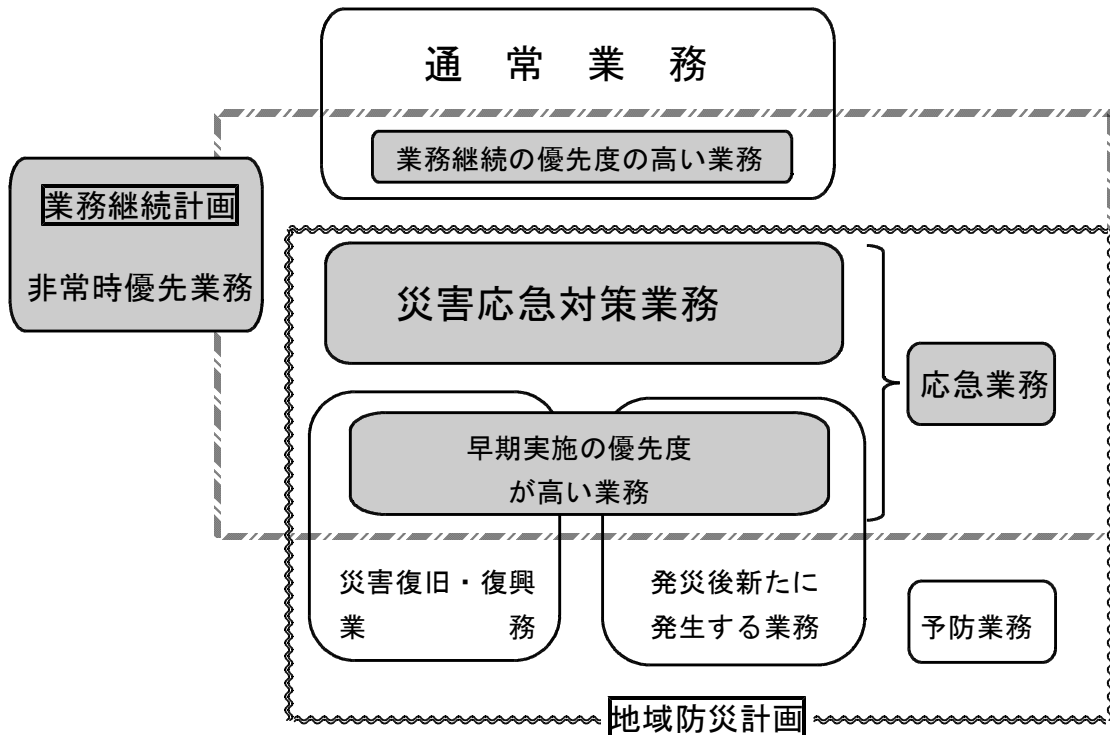 通常業務
業務継続の優先度の高い業務
業務継続計画
非常時優先業務
災害応急対策業務
応急業務
早期実施の優先度
が高い業務
災害復旧・復興
業務
発災後新たに
発生する業務
予防業務
地域防災計画